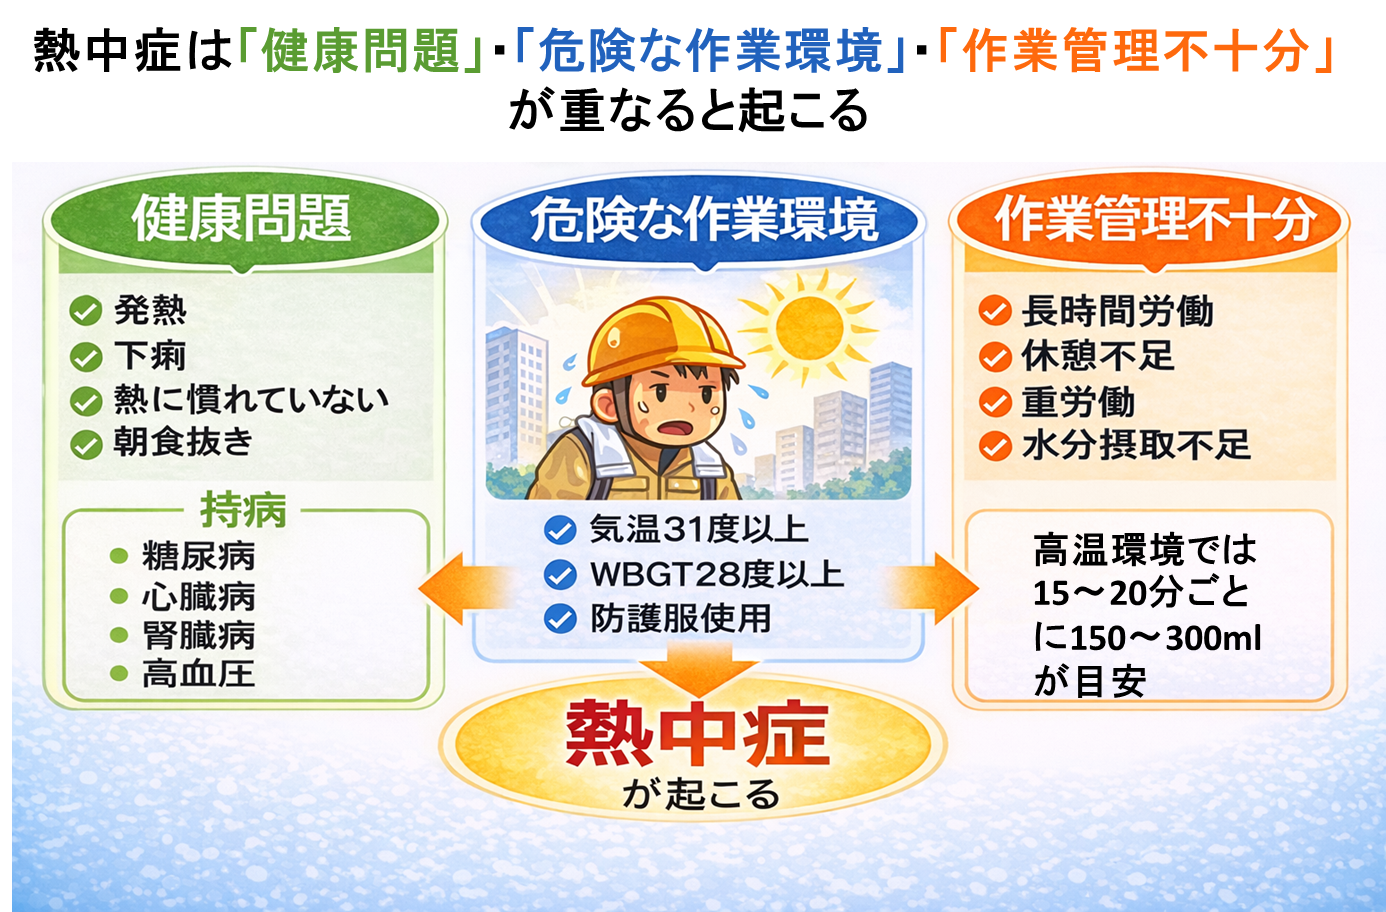 熱中症は「健康問題」・「危険な作業環境」・「作業管理不十分」
が重なると起こる
健康問題
発熱
下痢
熱に慣れていない
朝食抜き
持病
糖尿病
心臓病
腎臓病
高血圧
危険な作業環境
気温31度以上
WBGT28度以上
防護服使用
作業管理不十分
長時間労働
休憩不足
重労働
水分摂取不足
高温環境では
15～20分ごと
に150～300ml
が目安
熱中症
が起こる